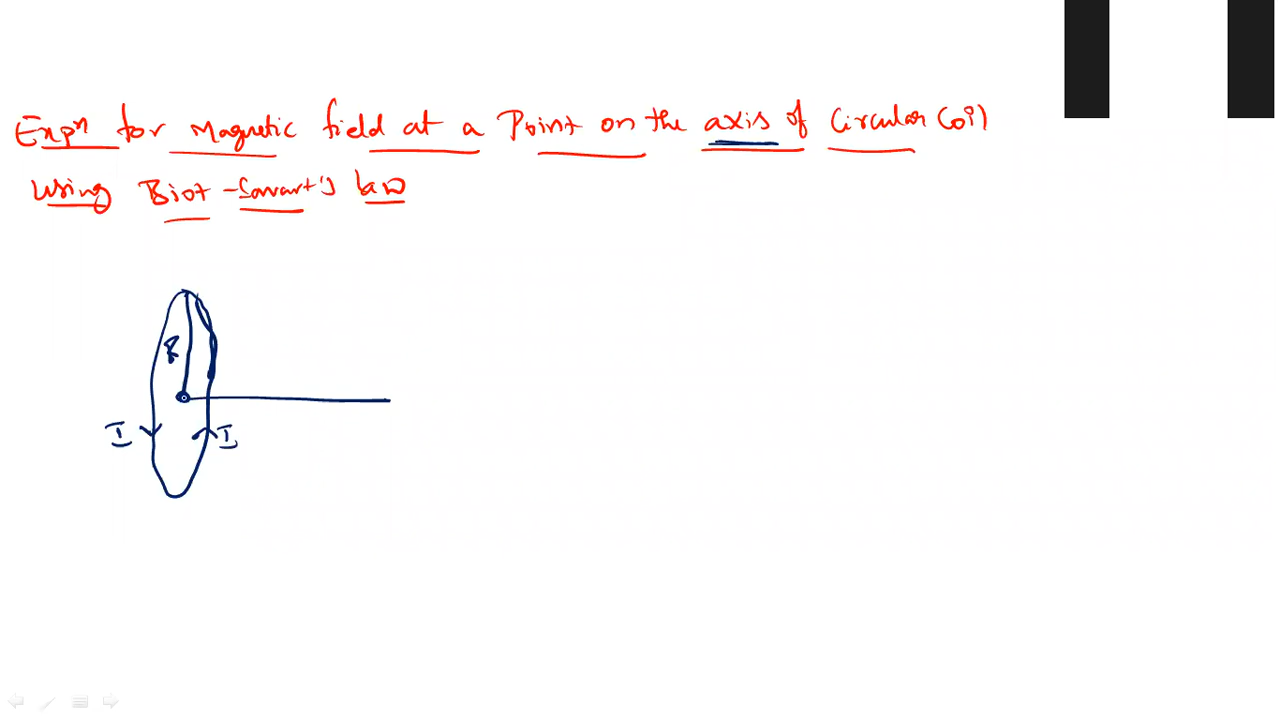 Expⁿ for Magnetic field at a Point on the axis of Circular Coil
using Biot-Savart's law
R
I I